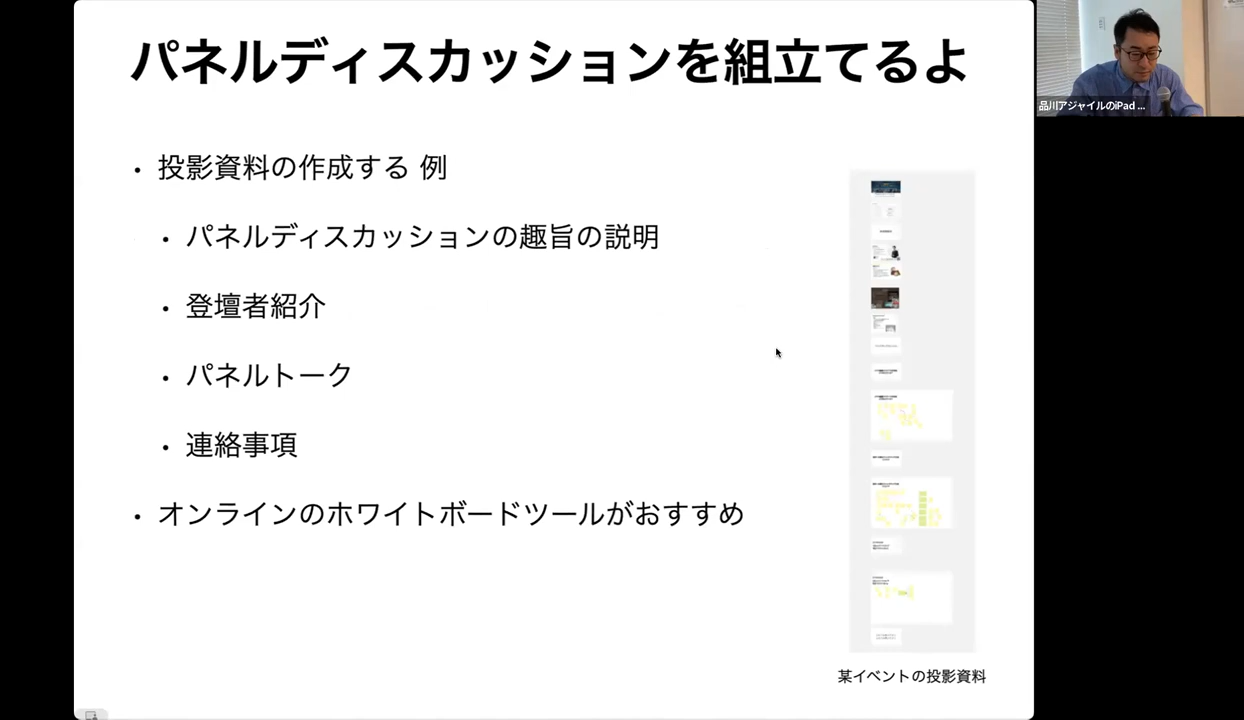 パネルディスカッションを組立てるよ
品川アジャイルのiPad ...
• 投影資料の作成する 例
• パネルディスカッションの趣旨の説明
• 登壇者紹介
• パネルトーク
• 連絡事項
• オンラインのホワイトボードツールがおすすめ
某イベントの投影資料